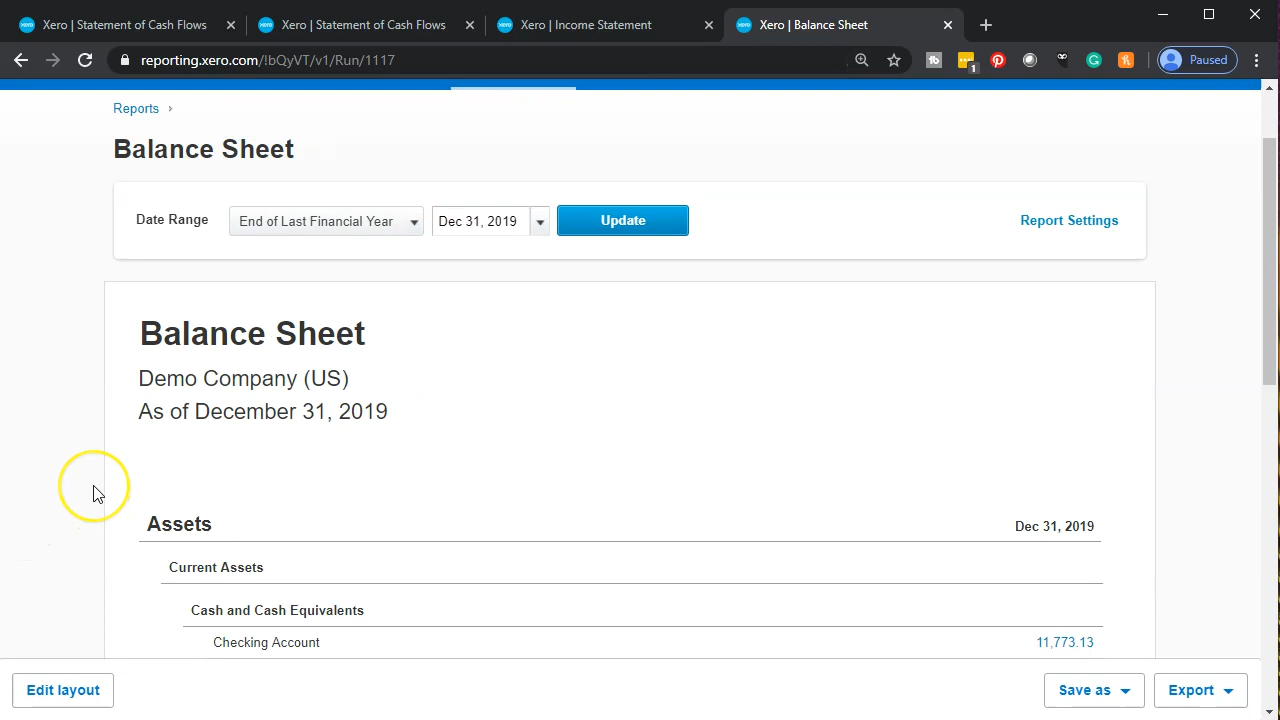 Xero | Statement of Cash Flows
Xero | Statement of Cash Flows
Xero | Income Statement
Xero | Balance Sheet
reporting.xero.com/!bQyVT/v1/Run/1117
1
Paused
Reports
Balance Sheet
Date Range
End of Last Financial Year
Dec 31, 2019
Update
Report Settings
Balance Sheet
Demo Company (US)
As of December 31, 2019
Assets
Dec 31, 2019
Current Assets
Cash and Cash Equivalents
Checking Account
11,773.13
Edit layout
Save as
Export